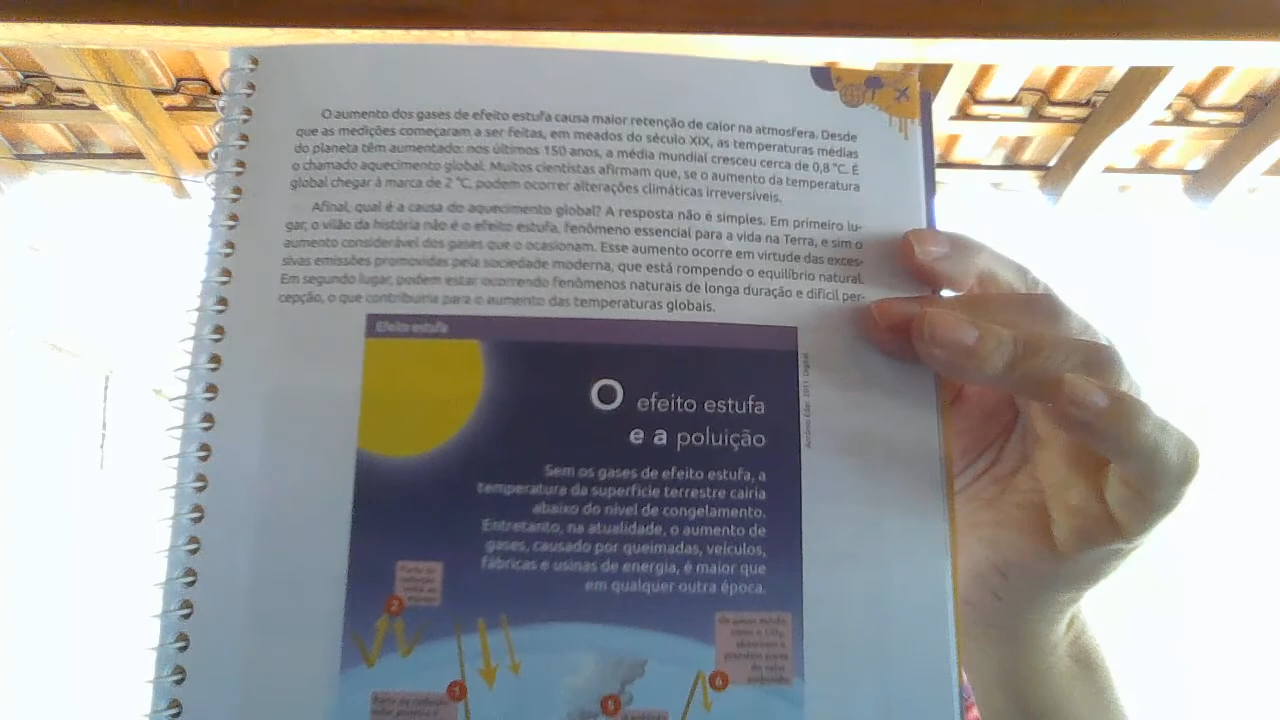 O aumento dos gases de efeito estufa causa maior retenção de calor na atmosfera. Desde
que as medições começaram a ser feitas, em meados do século XIX, as temperaturas médias
do planeta têm aumentado: nos últimos 150 anos, a média mundial cresceu cerca de 0,8 °C. É
o chamado aquecimento global. Muitos cientistas afirmam que, se o aumento da temperatura
global chegar à marca de 2 °C, podem ocorrer alterações climáticas irreversíveis.
Afinal, qual é a causa do aquecimento global? A resposta não é simples. Em primeiro lu-
gar, o vilão da história não é o efeito estufa, fenômeno essencial para a vida na Terra, e sim o
aumento considerável dos gases que o ocasionam. Esse aumento ocorre em virtude das exces-
sivas emissões promovidas pela sociedade moderna, que está rompendo o equilíbrio natural.
Em segundo lugar, podem estar ocorrendo fenômenos naturais de longa duração e difícil per-
cepção, o que contribuiria para o aumento das temperaturas globais.
Efeito estufa
O efeito estufa
e a poluição
Sem os gases de efeito estufa, a
temperatura da superfície terrestre cairia
abaixo do nível de congelamento.
Entretanto, na atualidade, o aumento de
gases, causado por queimadas, veículos,
fábricas e usinas de energia, é maior que
em qualquer outra época.
2
1
6